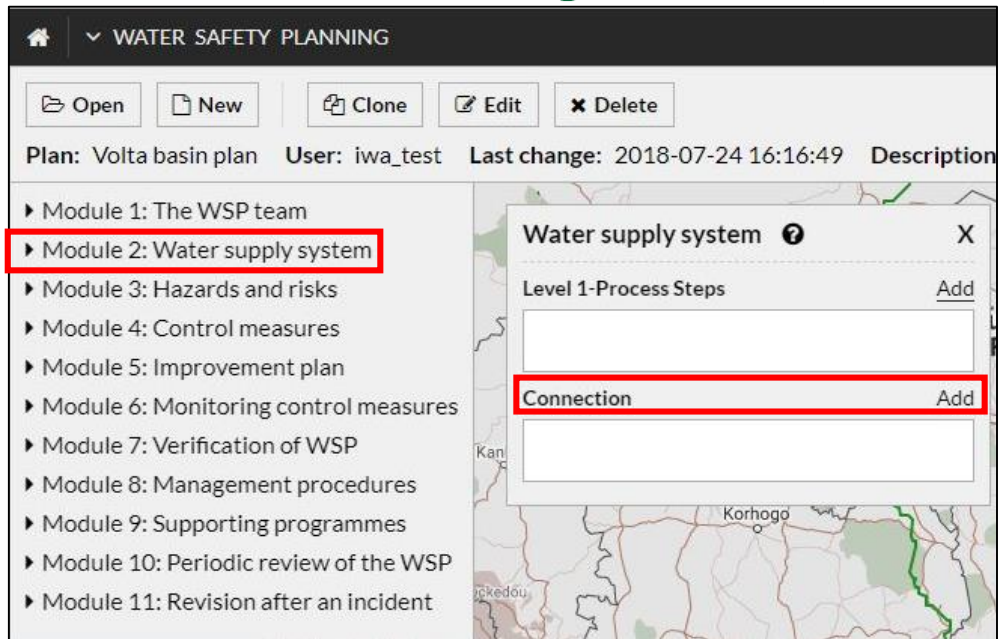 WATER SAFETY PLANNING
Open New Clone Edit Delete
Plan: Volta basin plan User: iwa_test Last change: 2018-07-24 16:16:49 Description
Module 1: The WSP team
Module 2: Water supply system
Module 3: Hazards and risks
Module 4: Control measures
Module 5: Improvement plan
Module 6: Monitoring control measures
Module 7: Verification of WSP
Module 8: Management procedures
Module 9: Supporting programmes
Module 10: Periodic review of the WSP
Module 11: Revision after an incident
Water supply system ? X
Level 1-Process Steps Add
Connection Add
Kan
Korhogo